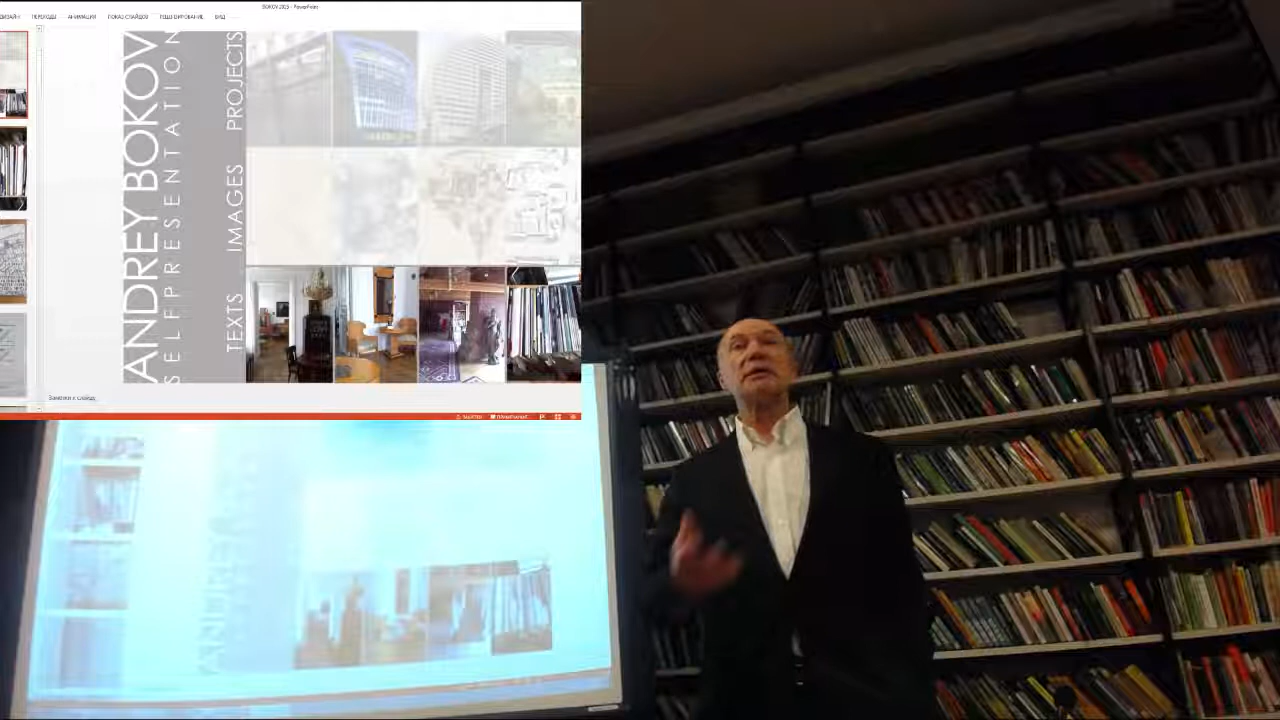 BOKOV 2015 - PowerPoint
ДИЗАЙН ПЕРЕХОДЫ АНИМАЦИЯ ПОКАЗ СЛАЙДОВ РЕЦЕНЗИРОВАНИЕ ВИД
ANDREY BOKOV
SELFPRESENTATION
TEXTS IMAGES PROJECTS
Заметки к слайду